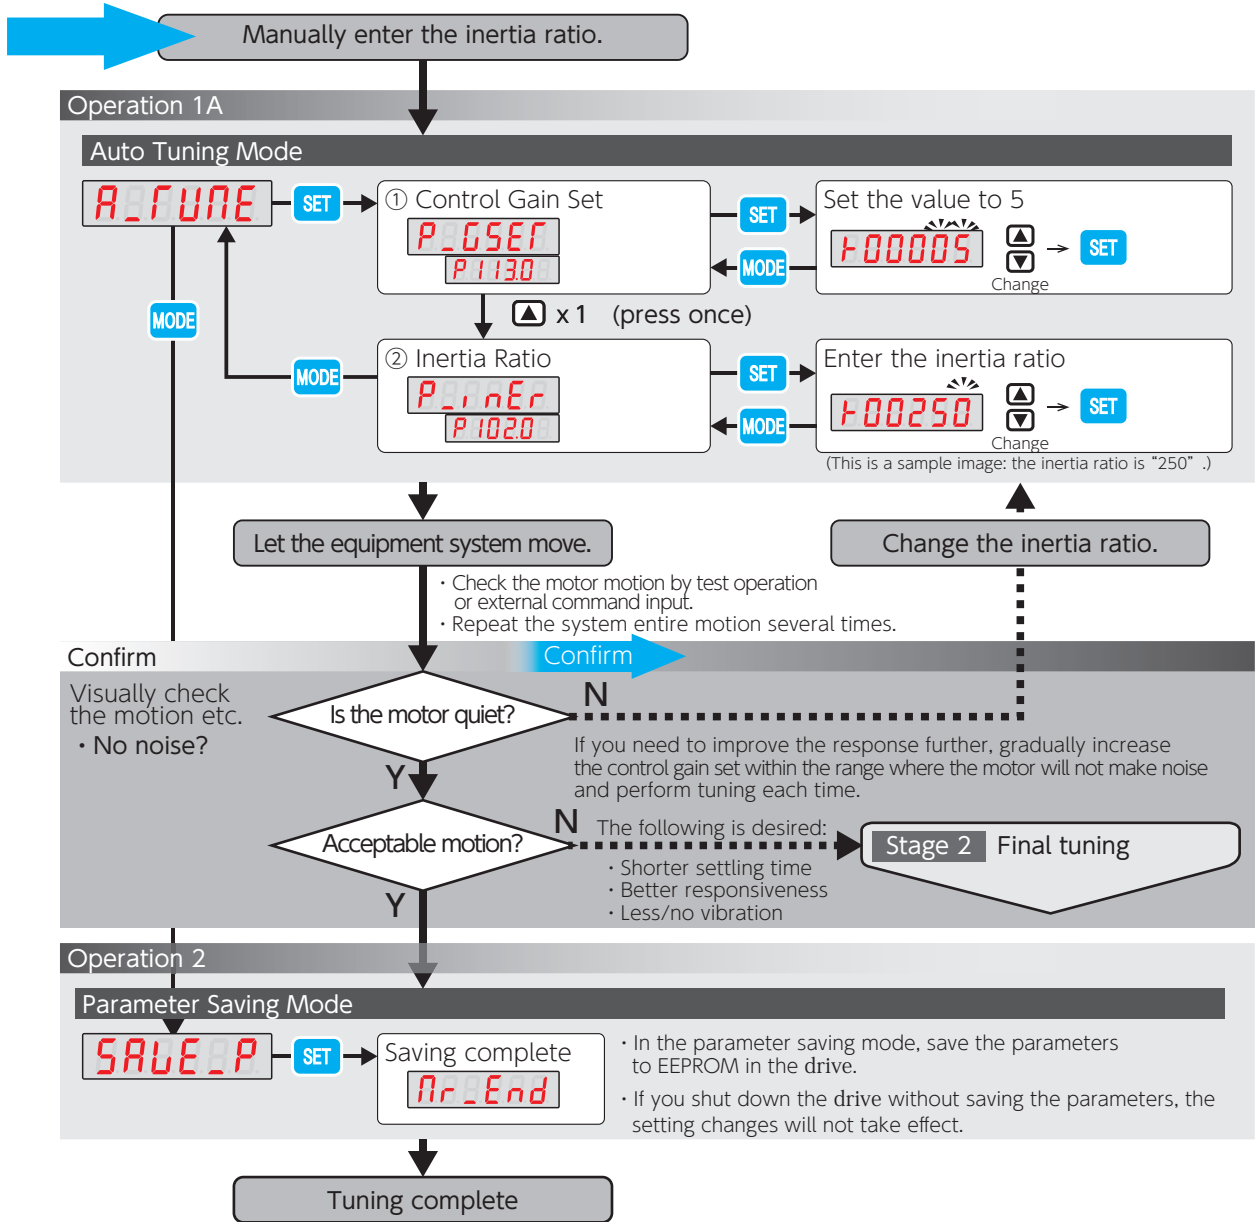 Manually enter the inertia ratio.
Operation 1A
Auto Tuning Mode
A_TUNE
SET
① Control Gain Set
P_GSET
P113.0
SET
MODE
Set the value to 5
F00005
▲
▼
Change
→
SET
MODE
▲ x 1 (press once)
② Inertia Ratio
P_inEr
P102.0
MODE
SET
MODE
Enter the inertia ratio
F00250
▲
▼
Change
→
SET
(This is a sample image: the inertia ratio is “250” .)
Let the equipment system move.
Change the inertia ratio.
・Check the motor motion by test operation
or external command input.
・Repeat the system entire motion several times.
Confirm
Confirm
Visually check
the motion etc.
・No noise?
Is the motor quiet?
N
Y
If you need to improve the response further, gradually increase
the control gain set within the range where the motor will not make noise
and perform tuning each time.
Acceptable motion?
N
Y
The following is desired:
・Shorter settling time
・Better responsiveness
・Less/no vibration
Stage 2 Final tuning
Operation 2
Parameter Saving Mode
SAvE_P
SET
Saving complete
Nr_End
・In the parameter saving mode, save the parameters
to EEPROM in the drive.
・If you shut down the drive without saving the parameters, the
setting changes will not take effect.
Tuning complete